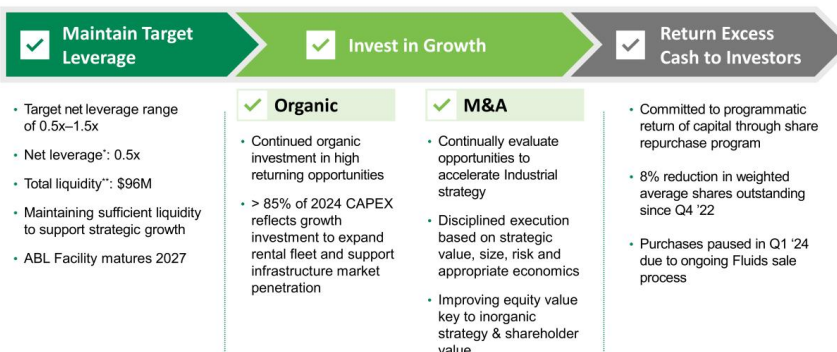 Maintain Target
Leverage
Invest in Growth
Return Excess
Cash to Investors
• Target net leverage range
of 0.5x–1.5x
• Net leverage*: 0.5x
• Total liquidity**: $96M
• Maintaining sufficient liquidity
to support strategic growth
• ABL Facility matures 2027
Organic
• Continued organic
investment in high
returning opportunities
• > 85% of 2024 CAPEX
reflects growth
investment to expand
rental fleet and support
infrastructure market
penetration
M&A
• Continually evaluate
opportunities to
accelerate Industrial
strategy
• Disciplined execution
based on strategic
value, size, risk and
appropriate economics
• Improving equity value
key to inorganic
strategy & shareholder
value
• Committed to programmatic
return of capital through share
repurchase program
• 8% reduction in weighted
average shares outstanding
since Q4 '22
• Purchases paused in Q1 '24
due to ongoing Fluids sale
process